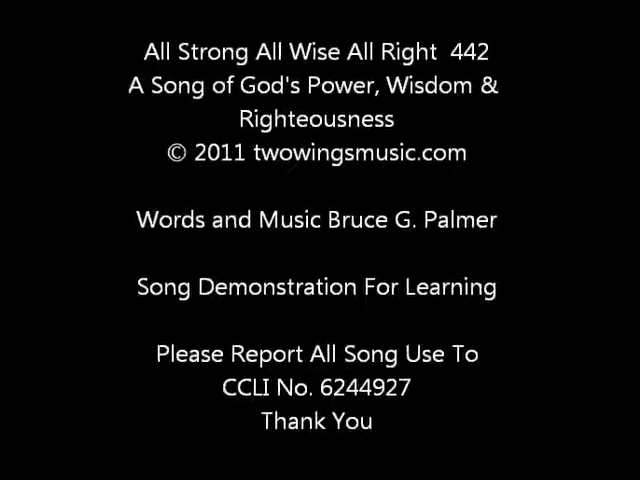 All Strong All Wise All Right  442
A Song of God's Power, Wisdom &
Righteousness
© 2011 twowingsmusic.com
Words and Music Bruce G. Palmer
Song Demonstration For Learning
Please Report All Song Use To
CCLI No. 6244927
Thank You